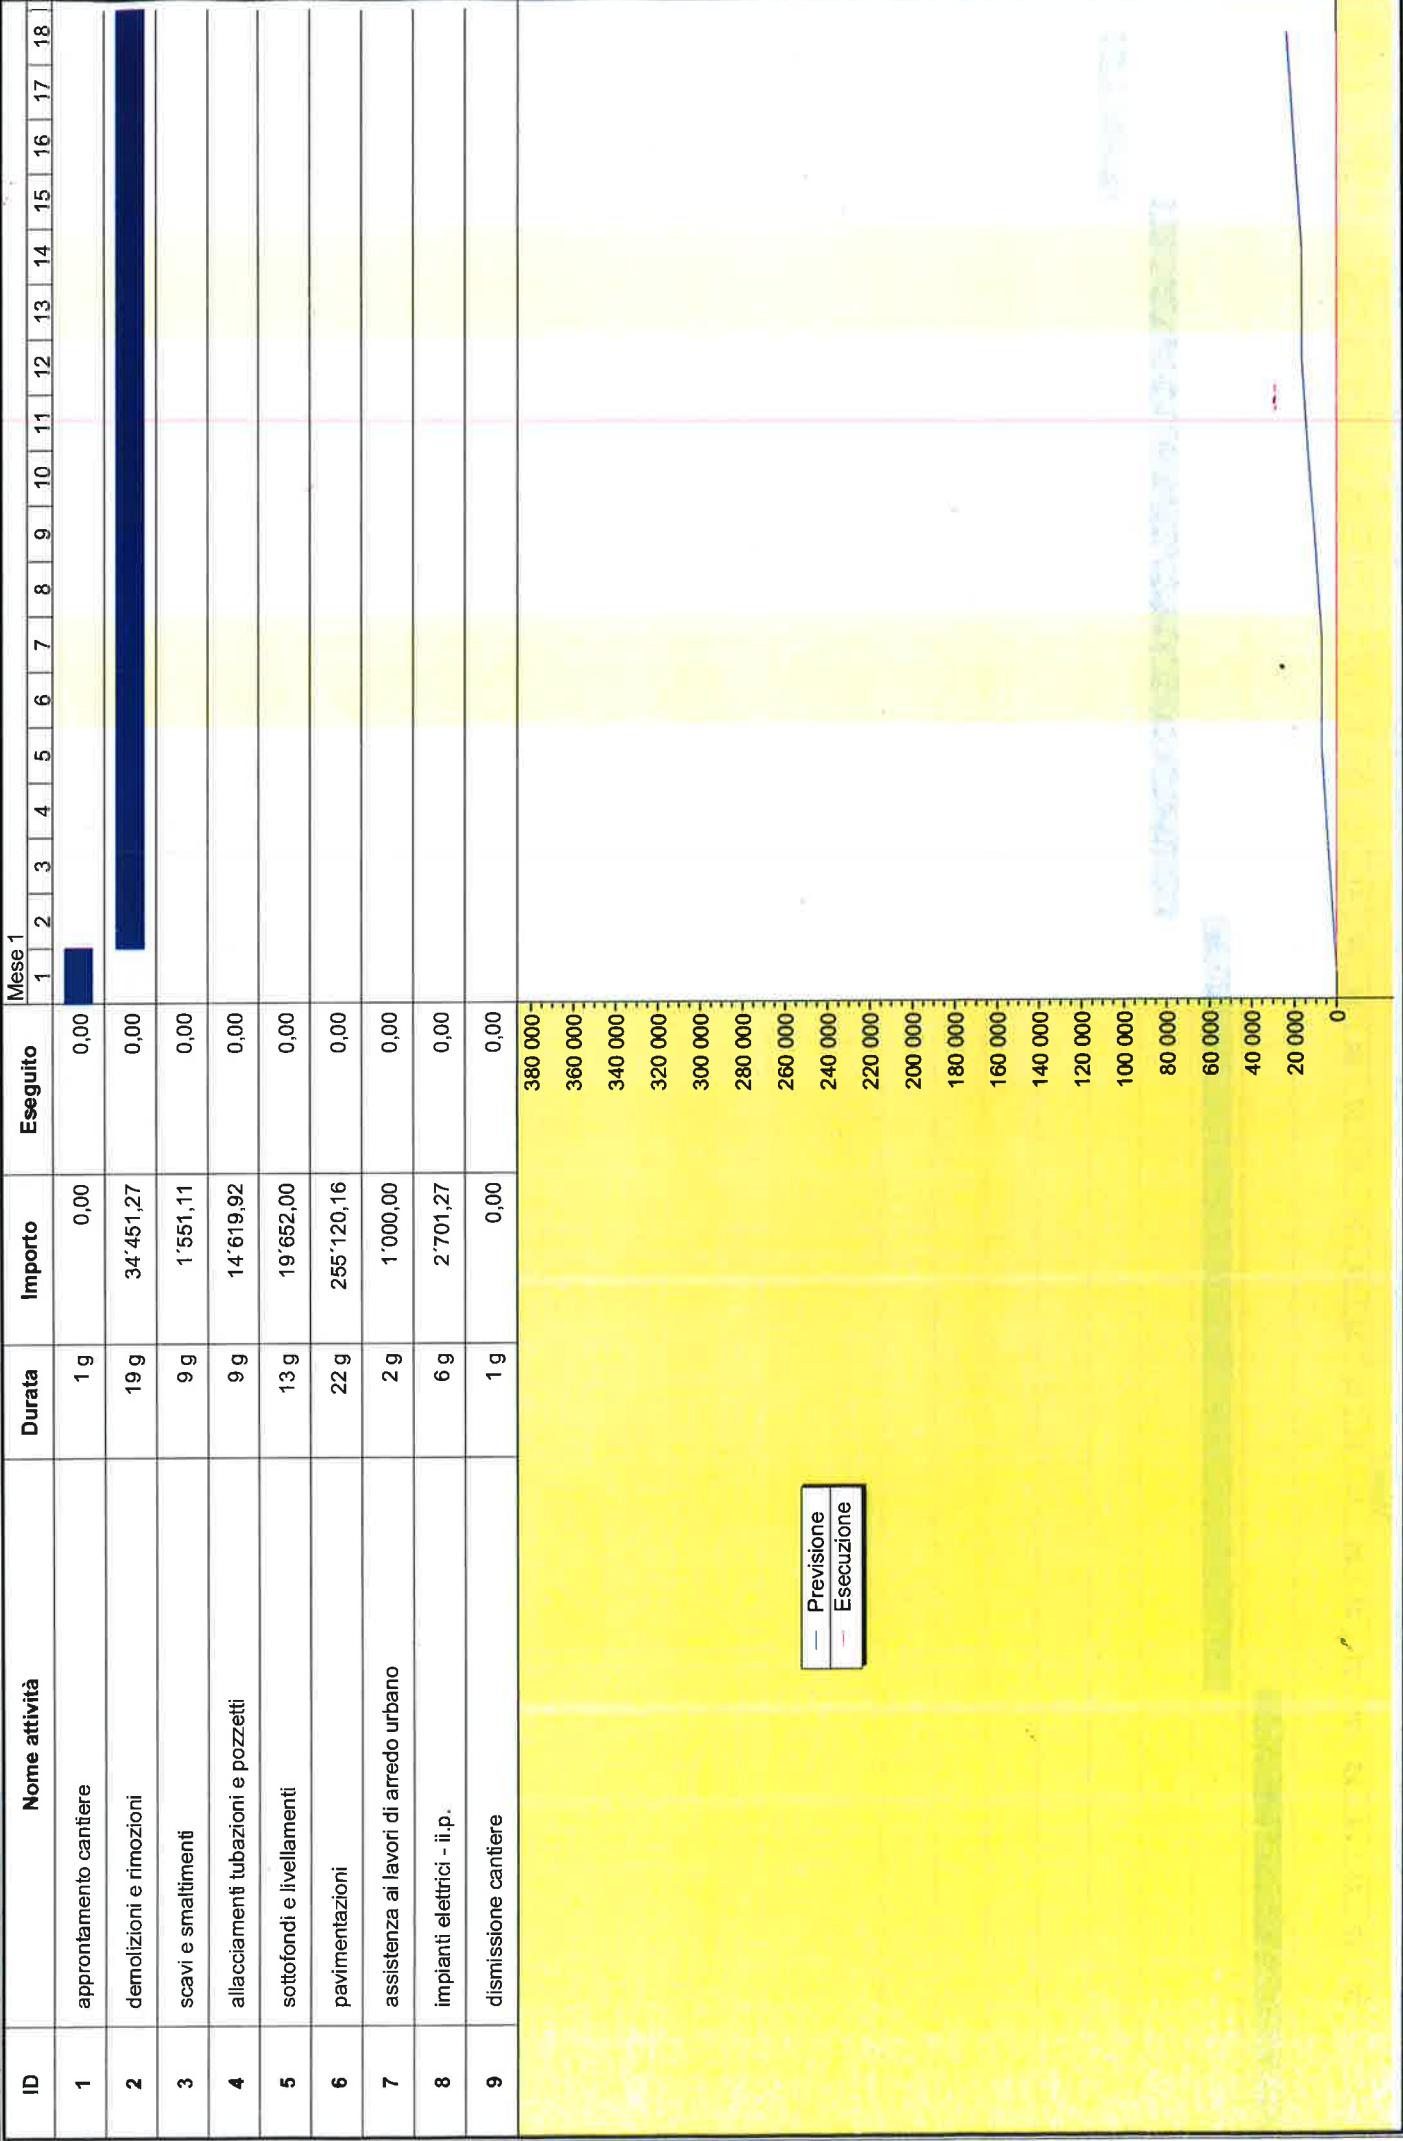 ID Nome attività Durata Importo Eseguito Mese 1
1 2 3 4 5 6 7 8 9 10 11 12 13 14 15 16 17 18
1 approntamento cantiere 1 g 0,00 0,00
2 demolizioni e rimozioni 19 g 34´451,27 0,00
3 scavi e smaltimenti 9 g 1´551,11 0,00
4 allacciamenti tubazioni e pozzetti 9 g 14´619,92 0,00
5 sottofondi e livellamenti 13 g 19´652,00 0,00
6 pavimentazioni 22 g 255´120,16 0,00
7 assistenza ai lavori di arredo urbano 2 g 1´000,00 0,00
8 impianti elettrici - ii.p. 6 g 2´701,27 0,00
9 dismissione cantiere 1 g 0,00 0,00
380 000
360 000
340 000
320 000
300 000
280 000
260 000
240 000
220 000
200 000
180 000
160 000
140 000
120 000
100 000
80 000
60 000
40 000
20 000
0
Previsione
Esecuzione